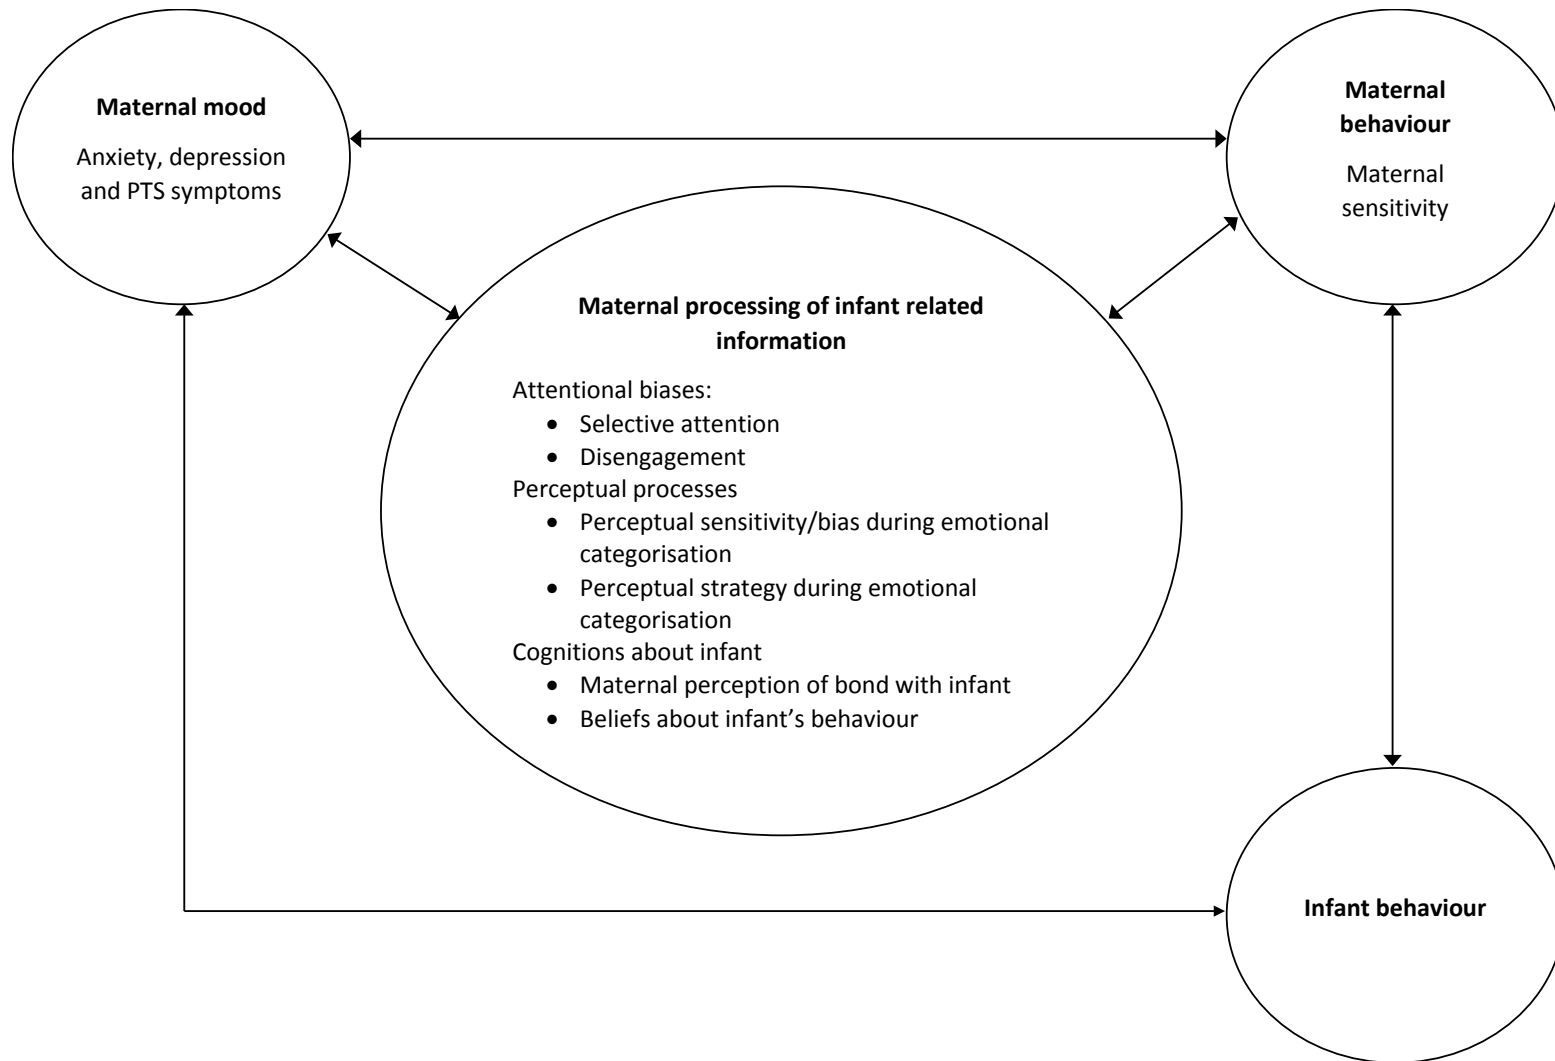 Maternal mood
Anxiety, depression
and PTS symptoms
Maternal
behaviour
Maternal
sensitivity
Maternal processing of infant related
information
Attentional biases:
• Selective attention
• Disengagement
Perceptual processes
• Perceptual sensitivity/bias during emotional
categorisation
• Perceptual strategy during emotional
categorisation
Cognitions about infant
• Maternal perception of bond with infant
• Beliefs about infant’s behaviour
Infant behaviour